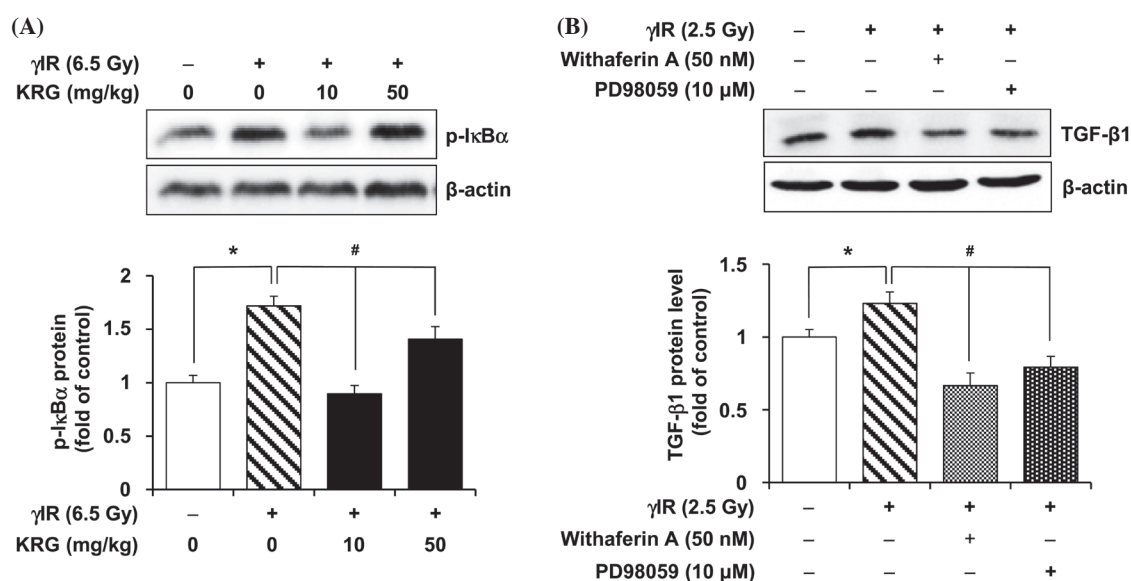 (A)
γIR (6.5 Gy) – + + +
KRG (mg/kg) 0 0 10 50
p-IκBα
β-actin
* #
2
1.5
1
0.5
0
p-IκBα protein
(fold of control)
γIR (6.5 Gy) – + + +
KRG (mg/kg) 0 0 10 50
(B)
γIR (2.5 Gy) – + + +
Withaferin A (50 nM) – – + –
PD98059 (10 μM) – – – +
TGF-β1
β-actin
* #
1.5
1
0.5
0
TGF-β1 protein level
(fold of control)
γIR (2.5 Gy) – + + +
Withaferin A (50 nM) – – + –
PD98059 (10 μM) – – – +